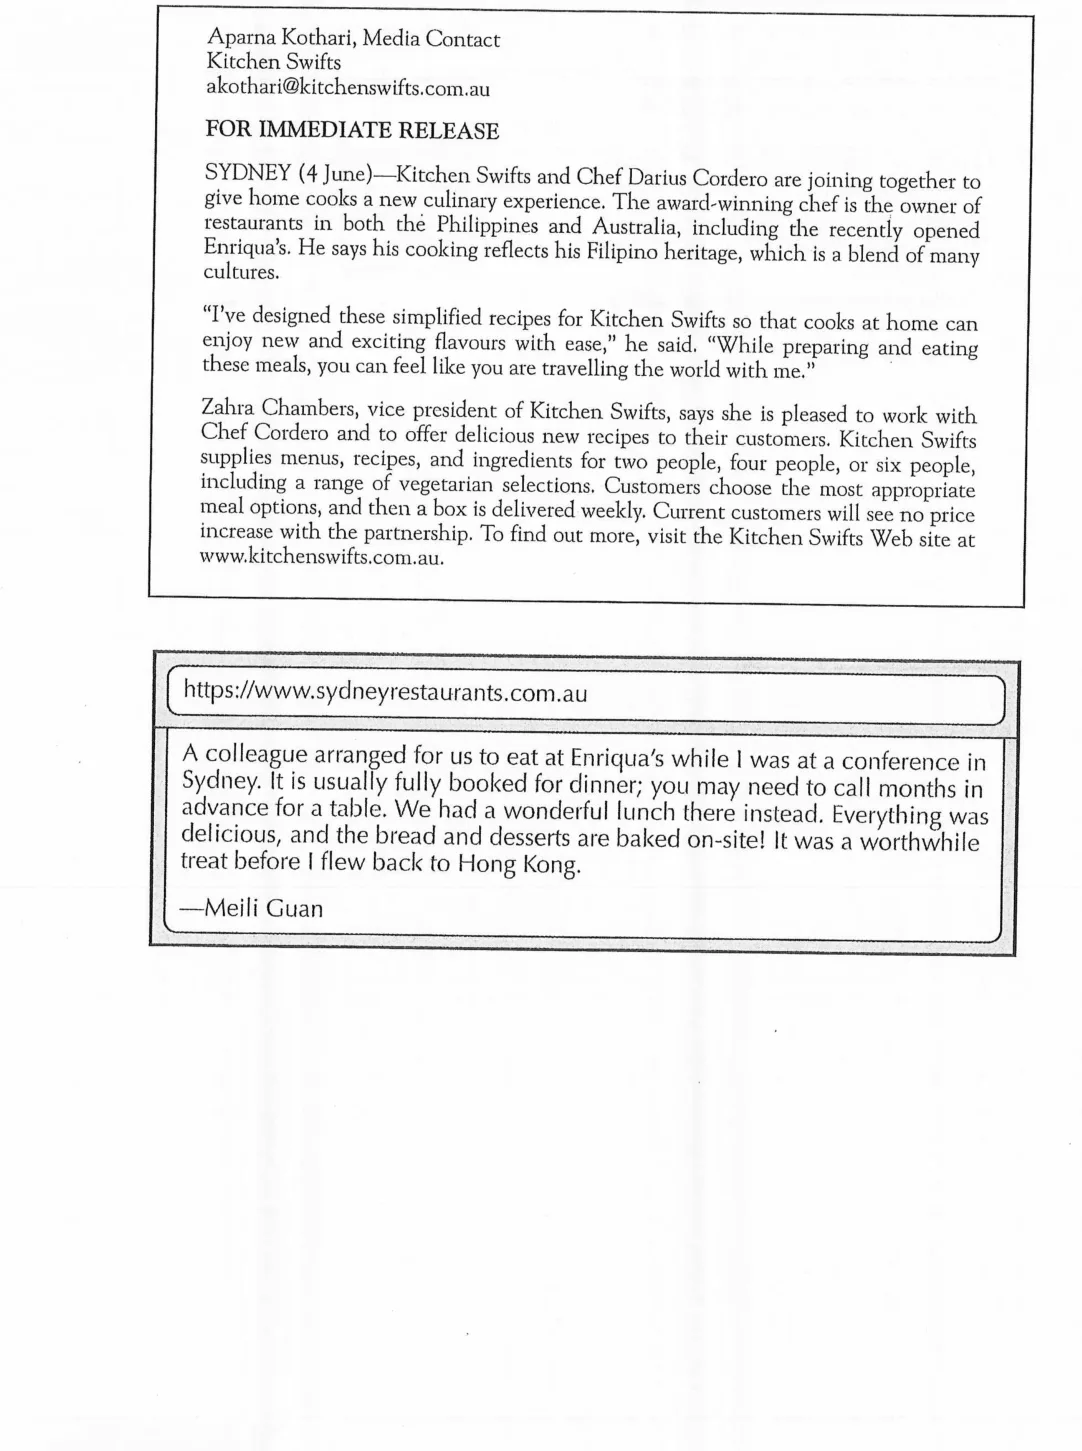 Aparna Kothari, Media Contact
Kitchen Swifts
akothari@kitchenswifts.com.au
FOR IMMEDIATE RELEASE
SYDNEY (4 June)—Kitchen Swifts and Chef Darius Cordero are joining together to
give home cooks a new culinary experience. The award-winning chef is the owner of
restaurants in both the Philippines and Australia, including the recently opened
Enriqua's. He says his cooking reflects his Filipino heritage, which is a blend of many
cultures.
“I've designed these simplified recipes for Kitchen Swifts so that cooks at home can
enjoy new and exciting flavours with ease,” he said. “While preparing and eating
these meals, you can feel like you are travelling the world with me.”
Zahra Chambers, vice president of Kitchen Swifts, says she is pleased to work with
Chef Cordero and to offer delicious new recipes to their customers. Kitchen Swifts
supplies menus, recipes, and ingredients for two people, four people, or six people,
including a range of vegetarian selections. Customers choose the most appropriate
meal options, and then a box is delivered weekly. Current customers will see no price
increase with the partnership. To find out more, visit the Kitchen Swifts Web site at
www.kitchenswifts.com.au.
https://www.sydneyrestaurants.com.au
A colleague arranged for us to eat at Enriqua's while I was at a conference in
Sydney. It is usually fully booked for dinner; you may need to call months in
advance for a table. We had a wonderful lunch there instead. Everything was
delicious, and the bread and desserts are baked on-site! It was a worthwhile
treat before I flew back to Hong Kong.
—Meili Guan